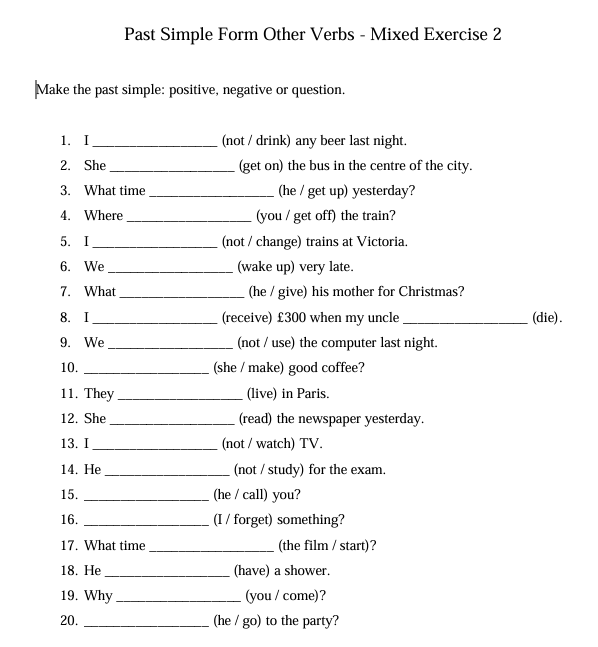 Past Simple Form Other Verbs - Mixed Exercise 2
Make the past simple: positive, negative or question.
1. I _________________ (not / drink) any beer last night.
2. She _________________ (get on) the bus in the centre of the city.
3. What time _________________ (he / get up) yesterday?
4. Where _________________ (you / get off) the train?
5. I _________________ (not / change) trains at Victoria.
6. We _________________ (wake up) very late.
7. What _________________ (he / give) his mother for Christmas?
8. I _________________ (receive) £300 when my uncle _________________ (die).
9. We _________________ (not / use) the computer last night.
10. _________________ (she / make) good coffee?
11. They _________________ (live) in Paris.
12. She _________________ (read) the newspaper yesterday.
13. I _________________ (not / watch) TV.
14. He _________________ (not / study) for the exam.
15. _________________ (he / call) you?
16. _________________ (I / forget) something?
17. What time _________________ (the film / start)?
18. He _________________ (have) a shower.
19. Why _________________ (you / come)?
20. _________________ (he / go) to the party?